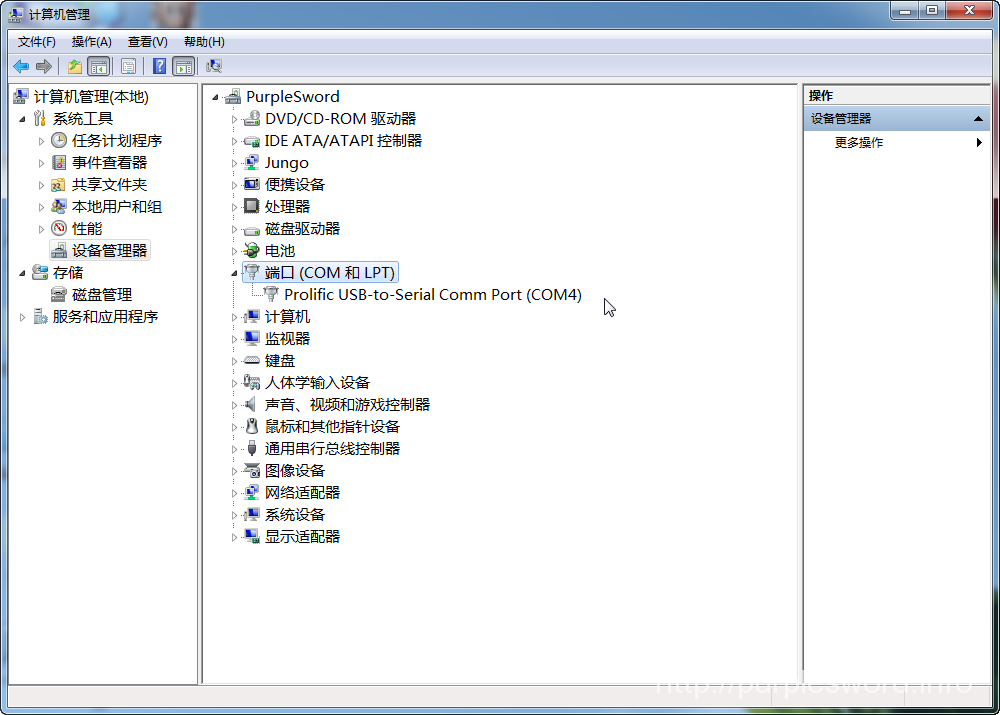 计算机管理
文件(F) 操作(A) 查看(V) 帮助(H)
计算机管理(本地)
系统工具
任务计划程序
事件查看器
共享文件夹
本地用户和组
性能
设备管理器
存储
磁盘管理
服务和应用程序
PurpleSword
DVD/CD-ROM 驱动器
IDE ATA/ATAPI 控制器
Jungo
便携设备
处理器
磁盘驱动器
电池
端口 (COM 和 LPT)
Prolific USB-to-Serial Comm Port (COM4)
计算机
监视器
键盘
人体学输入设备
声音、视频和游戏控制器
鼠标和其他指针设备
通用串行总线控制器
图像设备
网络适配器
系统设备
显示适配器
操作
设备管理器
更多操作
http://purplesword.info